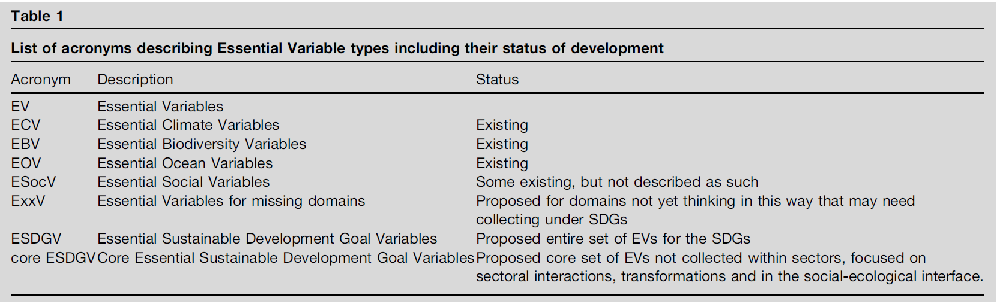 Table 1
List of acronyms describing Essential Variable types including their status of development
Acronym Description Status
EV Essential Variables
ECV Essential Climate Variables Existing
EBV Essential Biodiversity Variables Existing
EOV Essential Ocean Variables Existing
ESocV Essential Social Variables Some existing, but not described as such
ExxV Essential Variables for missing domains Proposed for domains not yet thinking in this way that may need
collecting under SDGs
ESDGV Essential Sustainable Development Goal Variables Proposed entire set of EVs for the SDGs
core ESDGV Core Essential Sustainable Development Goal Variables Proposed core set of EVs not collected within sectors, focused on
sectoral interactions, transformations and in the social-ecological interface.